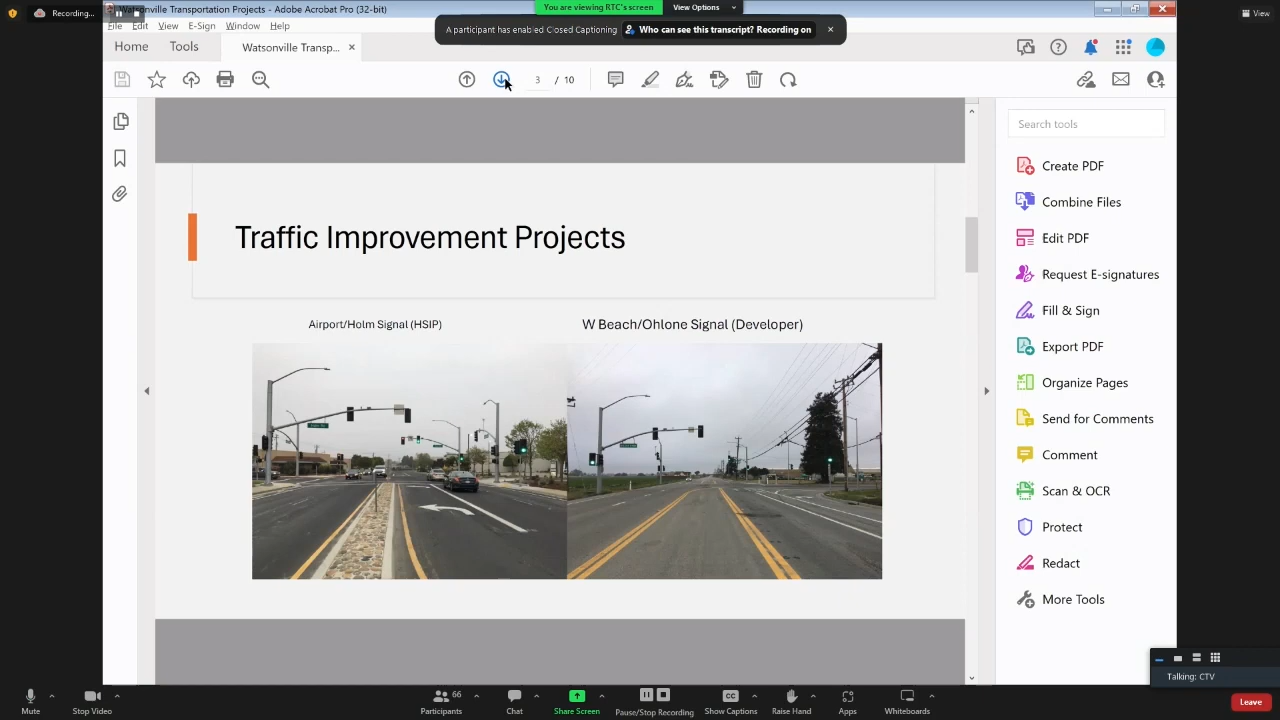 Recording...
Watsonville Transportation Projects - Adobe Acrobat Pro (32-bit)
You are viewing RTC's screen
View Options
View
File Edit View E-Sign Window Help
A participant has enabled Closed Captioning
Who can see this transcript? Recording on
Home
Tools
Watsonville Transp...
3 / 10
Search tools
Create PDF
Combine Files
Edit PDF
Request E-signatures
Fill & Sign
Export PDF
Organize Pages
Send for Comments
Comment
Scan & OCR
Protect
Redact
More Tools
Traffic Improvement Projects
Airport/Holm Signal (HSIP)
W Beach/Ohlone Signal (Developer)
Talking: CTV
Mute
Stop Video
Participants
66
Chat
Share Screen
Pause/Stop Recording
Show Captions
Raise Hand
Apps
Whiteboards
Leave